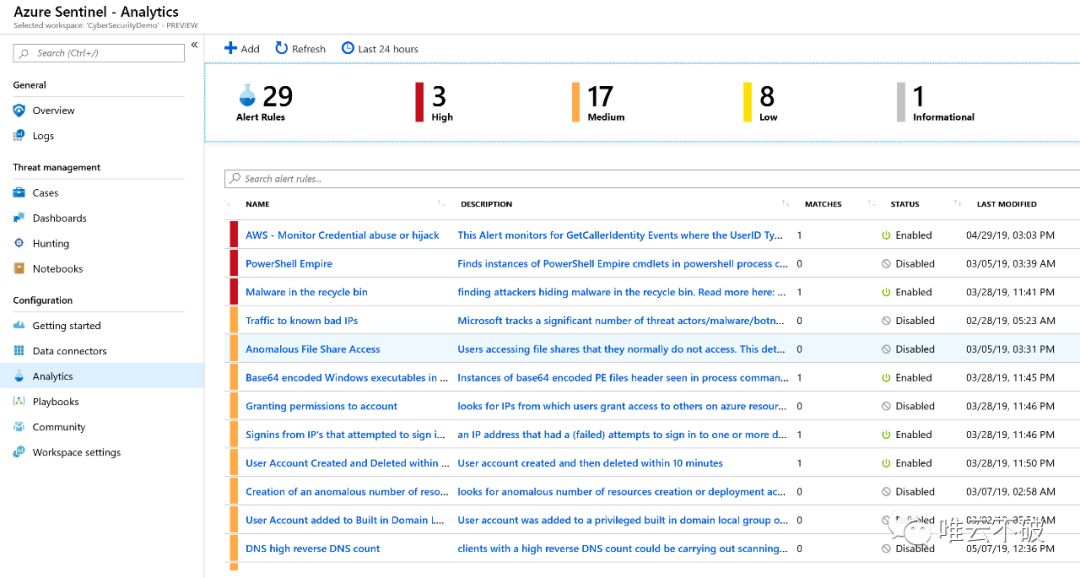 Azure Sentinel - Analytics
Selected workspace: 'CyberSecurityDemo' - PREVIEW
Search (Ctrl+/)
«
General
Overview
Logs
Threat management
Cases
Dashboards
Hunting
Notebooks
Configuration
Getting started
Data connectors
Analytics
Playbooks
Community
Workspace settings
Add Refresh Last 24 hours
29 3 17 8 1
Alert Rules High Medium Low Informational
Search alert rules...
NAME DESCRIPTION MATCHES STATUS LAST MODIFIED
AWS - Monitor Credential abuse or hijack This Alert monitors for GetCallerIdentity Events where the UserID Ty... 1 Enabled 04/29/19, 03:03 PM
PowerShell Empire Finds instances of PowerShell Empire cmdlets in powershell process c... 0 Disabled 03/05/19, 03:39 AM
Malware in the recycle bin finding attackers hiding malware in the recycle bin. Read more here: ... 1 Enabled 03/28/19, 11:41 PM
Traffic to known bad IPs Microsoft tracks a significant number of threat actors/malware/botn... 0 Disabled 02/28/19, 05:23 AM
Anomalous File Share Access Users accessing file shares that they normally do not access. This det... 0 Disabled 03/05/19, 03:31 PM
Base64 encoded Windows executables in ... Instances of base64 encoded PE files header seen in process comman... 1 Enabled 03/28/19, 11:45 PM
Granting permissions to account looks for IPs from which users grant access to others on azure resour... 0 Disabled 03/28/19, 11:46 PM
Signins from IP's that attempted to sign i... an IP address that had a (failed) attempts to sign in to one or more d... 1 Enabled 03/28/19, 11:46 PM
User Account Created and Deleted within ... User account created and then deleted within 10 minutes 1 Enabled 03/28/19, 11:50 PM
Creation of an anomalous number of reso... looks for anomalous number of resources creation or deployment ac... 0 Disabled 03/07/19, 02:58 AM
User Account added to Built in Domain L... User account was added to a privileged built in domain local group o... 0
唯云不破
DNS high reverse DNS count clients with a high reverse DNS count could be carrying out scanning... 0 Disabled 05/07/19, 12:36 PM